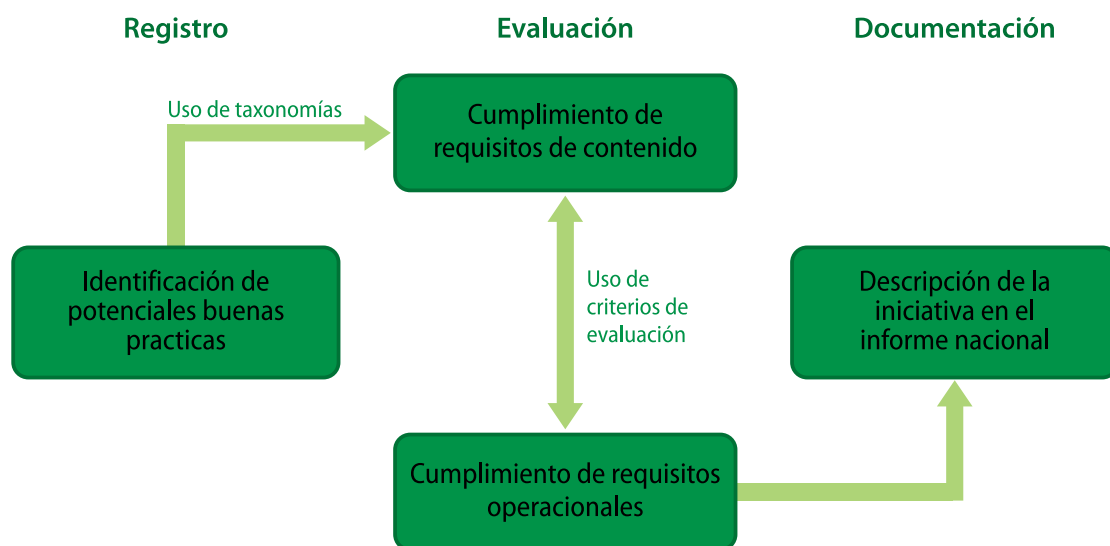 Registro
Evaluación
Documentación
Uso de taxonomías
Cumplimiento de
requisitos de contenido
Identificación de
potenciales buenas
practicas
Uso de
criterios de
evaluación
Descripción de la
iniciativa en el
informe nacional
Cumplimiento de requisitos
operacionales